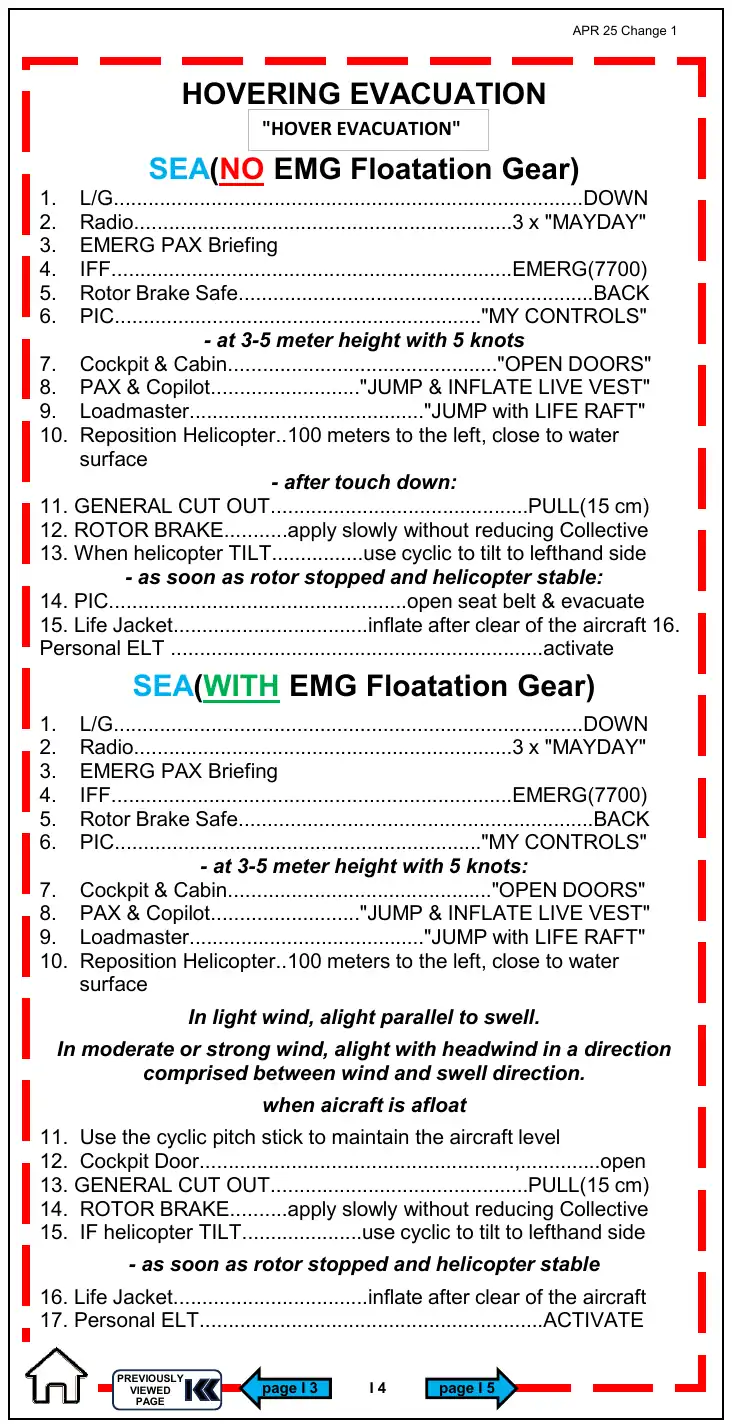 APR 25 Change 1
HOVERING EVACUATION
"HOVER EVACUATION"
SEA(NO EMG Floatation Gear)
1. L/G..................................................................................DOWN
2. Radio..................................................................3 x "MAYDAY"
3. EMERG PAX Briefing
4. IFF......................................................................EMERG(7700)
5. Rotor Brake Safe..............................................................BACK
6. PIC................................................................"MY CONTROLS"
- at 3-5 meter height with 5 knots
7. Cockpit & Cabin..............................................."OPEN DOORS"
8. PAX & Copilot.........................."JUMP & INFLATE LIVE VEST"
9. Loadmaster........................................."JUMP with LIFE RAFT"
10. Reposition Helicopter..100 meters to the left, close to water
surface
- after touch down:
11. GENERAL CUT OUT.............................................PULL(15 cm)
12. ROTOR BRAKE...........apply slowly without reducing Collective
13. When helicopter TILT................use cyclic to tilt to lefthand side
- as soon as rotor stopped and helicopter stable:
14. PIC....................................................open seat belt & evacuate
15. Life Jacket..................................inflate after clear of the aircraft 16.
Personal ELT .................................................................activate
SEA(WITH EMG Floatation Gear)
1. L/G..................................................................................DOWN
2. Radio..................................................................3 x "MAYDAY"
3. EMERG PAX Briefing
4. IFF......................................................................EMERG(7700)
5. Rotor Brake Safe..............................................................BACK
6. PIC................................................................"MY CONTROLS"
- at 3-5 meter height with 5 knots:
7. Cockpit & Cabin.............................................."OPEN DOORS"
8. PAX & Copilot.........................."JUMP & INFLATE LIVE VEST"
9. Loadmaster........................................."JUMP with LIFE RAFT"
10. Reposition Helicopter..100 meters to the left, close to water
surface
In light wind, alight parallel to swell.
In moderate or strong wind, alight with headwind in a direction
comprised between wind and swell direction.
when aicraft is afloat
11. Use the cyclic pitch stick to maintain the aircraft level
12. Cockpit Door.......................................................,..............open
13. GENERAL CUT OUT.............................................PULL(15 cm)
14. ROTOR BRAKE..........apply slowly without reducing Collective
15. IF helicopter TILT.....................use cyclic to tilt to lefthand side
- as soon as rotor stopped and helicopter stable
16. Life Jacket..................................inflate after clear of the aircraft
17. Personal ELT............................................................ACTIVATE
PREVIOUSLY
VIEWED
PAGE
page I 3
I 4
page I 5